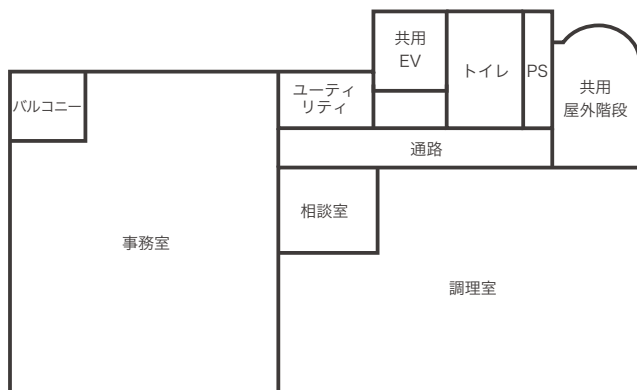 共用
EV
トイレ
PS
共用
屋外階段
バルコニー
ユーティ
リティ
通路
相談室
事務室
調理室